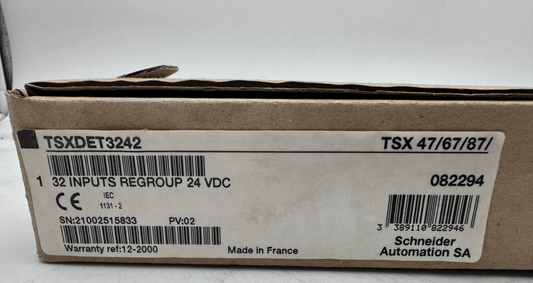 TSXDET3242 TSX 47/67/87/
1 32 INPUTS REGROUP 24 VDC 082294
CE IEC
1131-2
SN:21002515833 PV:02
3 389110 822946
Warranty ref:12-2000 Made in France
Schneider
Automation SA